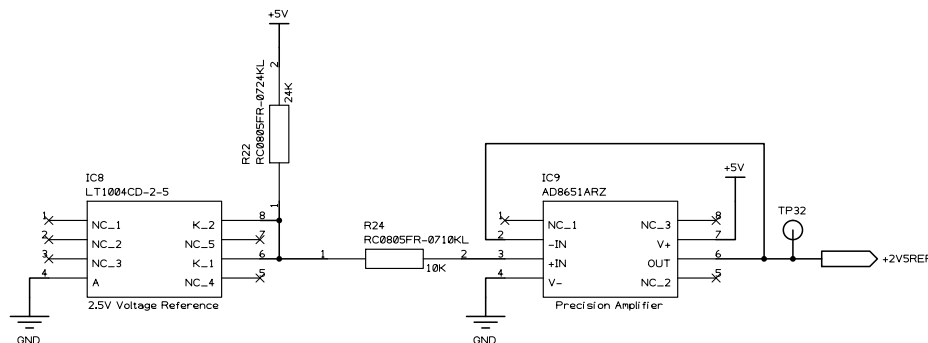 +5V
2
R22
RC0805FR-0724KL
24K
1
IC8
LT1004CD-2-5
1 NC_1 K_2 8
2 NC_2 NC_5 7
3 NC_3 K_1 6
4 A NC_4 5
2.5V Voltage Reference
GND
R24
RC0805FR-0710KL
1 2
10K
IC9
AD8651ARZ
+5V
1 NC_1 NC_3 8
2 -IN V+ 7
3 +IN OUT 6
4 V- NC_2 5
Precision Amplifier
GND
TP32
+2V5REF